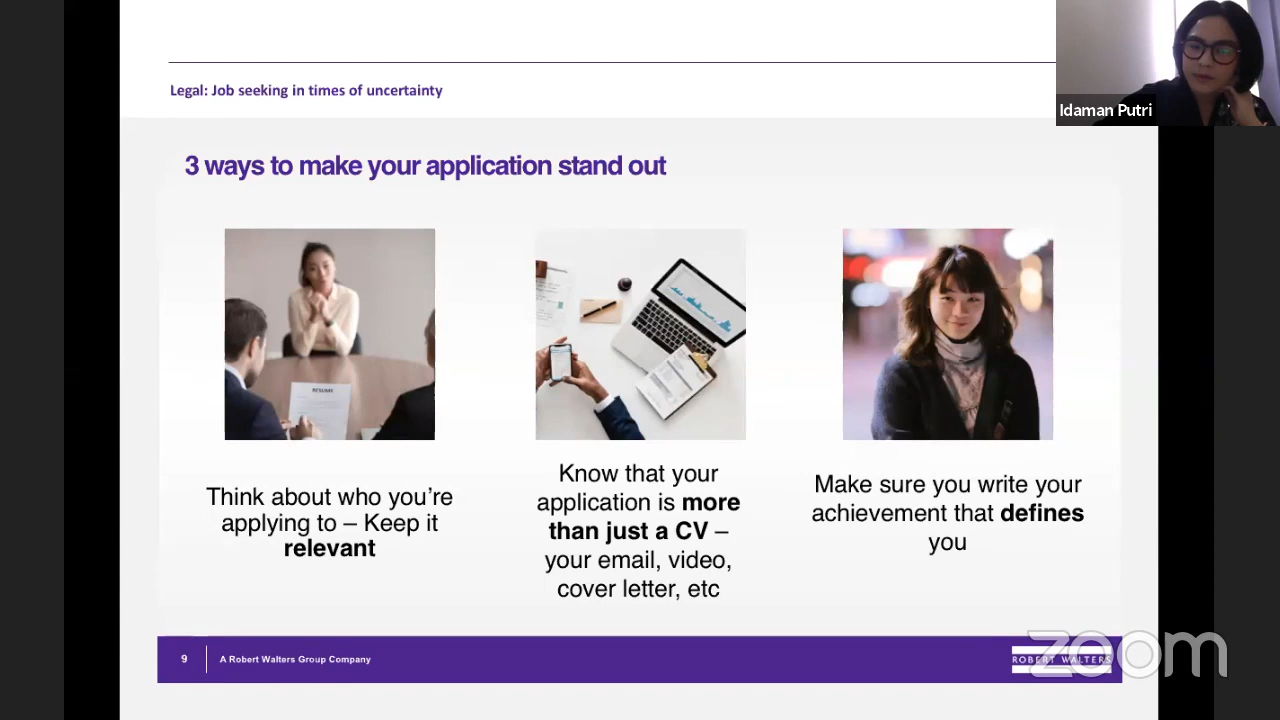 Legal: Job seeking in times of uncertainty
Idaman Putri
3 ways to make your application stand out
RESUME
Think about who you’re
applying to – Keep it
relevant
Know that your
application is more
than just a CV –
your email, video,
cover letter, etc
Make sure you write your
achievement that defines
you
9
A Robert Walters Group Company
ROBERT WALTERS
zoom